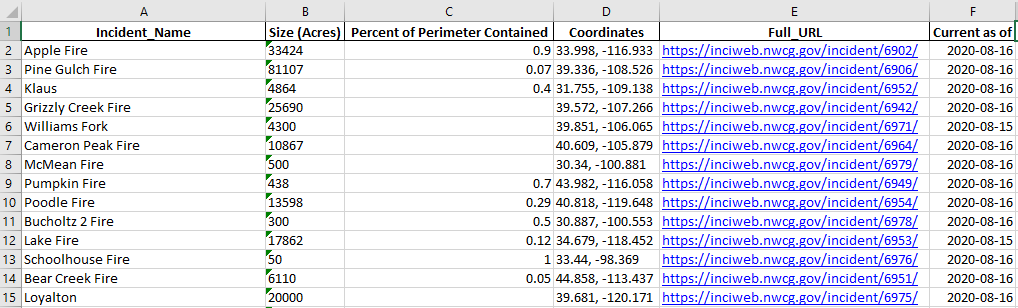 A B C D E F
1 Incident_Name Size (Acres) Percent of Perimeter Contained Coordinates Full_URL Current as of
2 Apple Fire 33424 0.9 33.998, -116.933 https://inciweb.nwcg.gov/incident/6902/ 2020-08-16
3 Pine Gulch Fire 81107 0.07 39.336, -108.526 https://inciweb.nwcg.gov/incident/6906/ 2020-08-16
4 Klaus 4864 0.4 31.755, -109.138 https://inciweb.nwcg.gov/incident/6952/ 2020-08-16
5 Grizzly Creek Fire 25690 39.572, -107.266 https://inciweb.nwcg.gov/incident/6942/ 2020-08-16
6 Williams Fork 4300 39.851, -106.065 https://inciweb.nwcg.gov/incident/6971/ 2020-08-15
7 Cameron Peak Fire 10867 40.609, -105.879 https://inciweb.nwcg.gov/incident/6964/ 2020-08-16
8 McMean Fire 500 30.34, -100.881 https://inciweb.nwcg.gov/incident/6979/ 2020-08-16
9 Pumpkin Fire 438 0.7 43.982, -116.058 https://inciweb.nwcg.gov/incident/6949/ 2020-08-16
10 Poodle Fire 13598 0.29 40.818, -119.648 https://inciweb.nwcg.gov/incident/6954/ 2020-08-16
11 Bucholtz 2 Fire 300 0.5 30.887, -100.553 https://inciweb.nwcg.gov/incident/6978/ 2020-08-16
12 Lake Fire 17862 0.12 34.679, -118.452 https://inciweb.nwcg.gov/incident/6953/ 2020-08-15
13 Schoolhouse Fire 50 1 33.44, -98.369 https://inciweb.nwcg.gov/incident/6976/ 2020-08-16
14 Bear Creek Fire 6110 0.05 44.858, -113.437 https://inciweb.nwcg.gov/incident/6951/ 2020-08-16
15 Loyalton 20000 39.681, -120.171 https://inciweb.nwcg.gov/incident/6975/ 2020-08-16